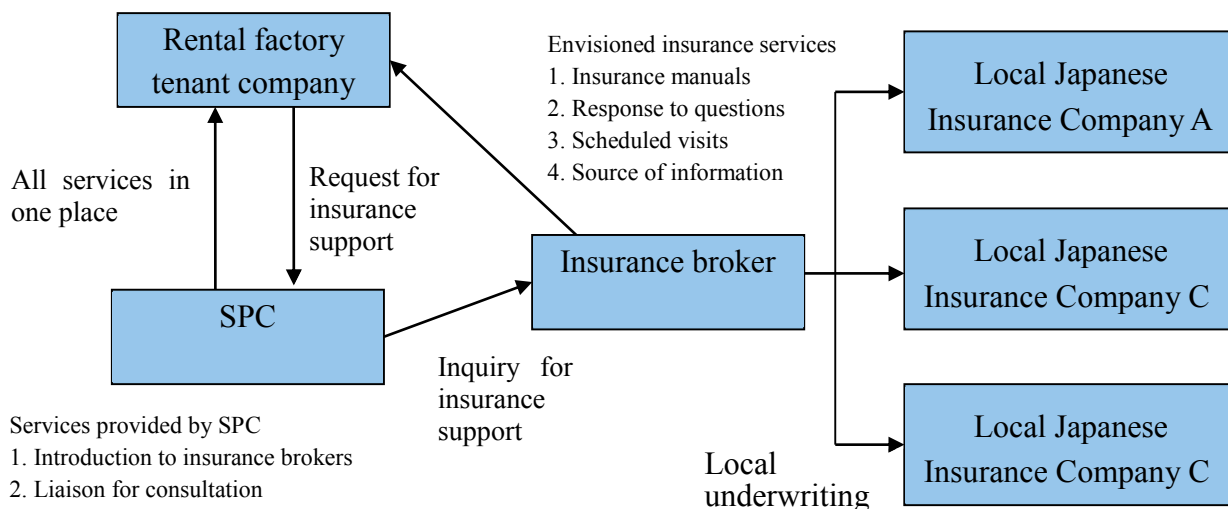 Rental factory
tenant company
Envisioned insurance services
1. Insurance manuals
2. Response to questions
3. Scheduled visits
4. Source of information
Local Japanese
Insurance Company A
All services in
one place
Request for
insurance
support
Insurance broker
Local Japanese
Insurance Company C
SPC
Inquiry for
insurance
support
Services provided by SPC
1. Introduction to insurance brokers
2. Liaison for consultation
Local
underwriting
Local Japanese
Insurance Company C